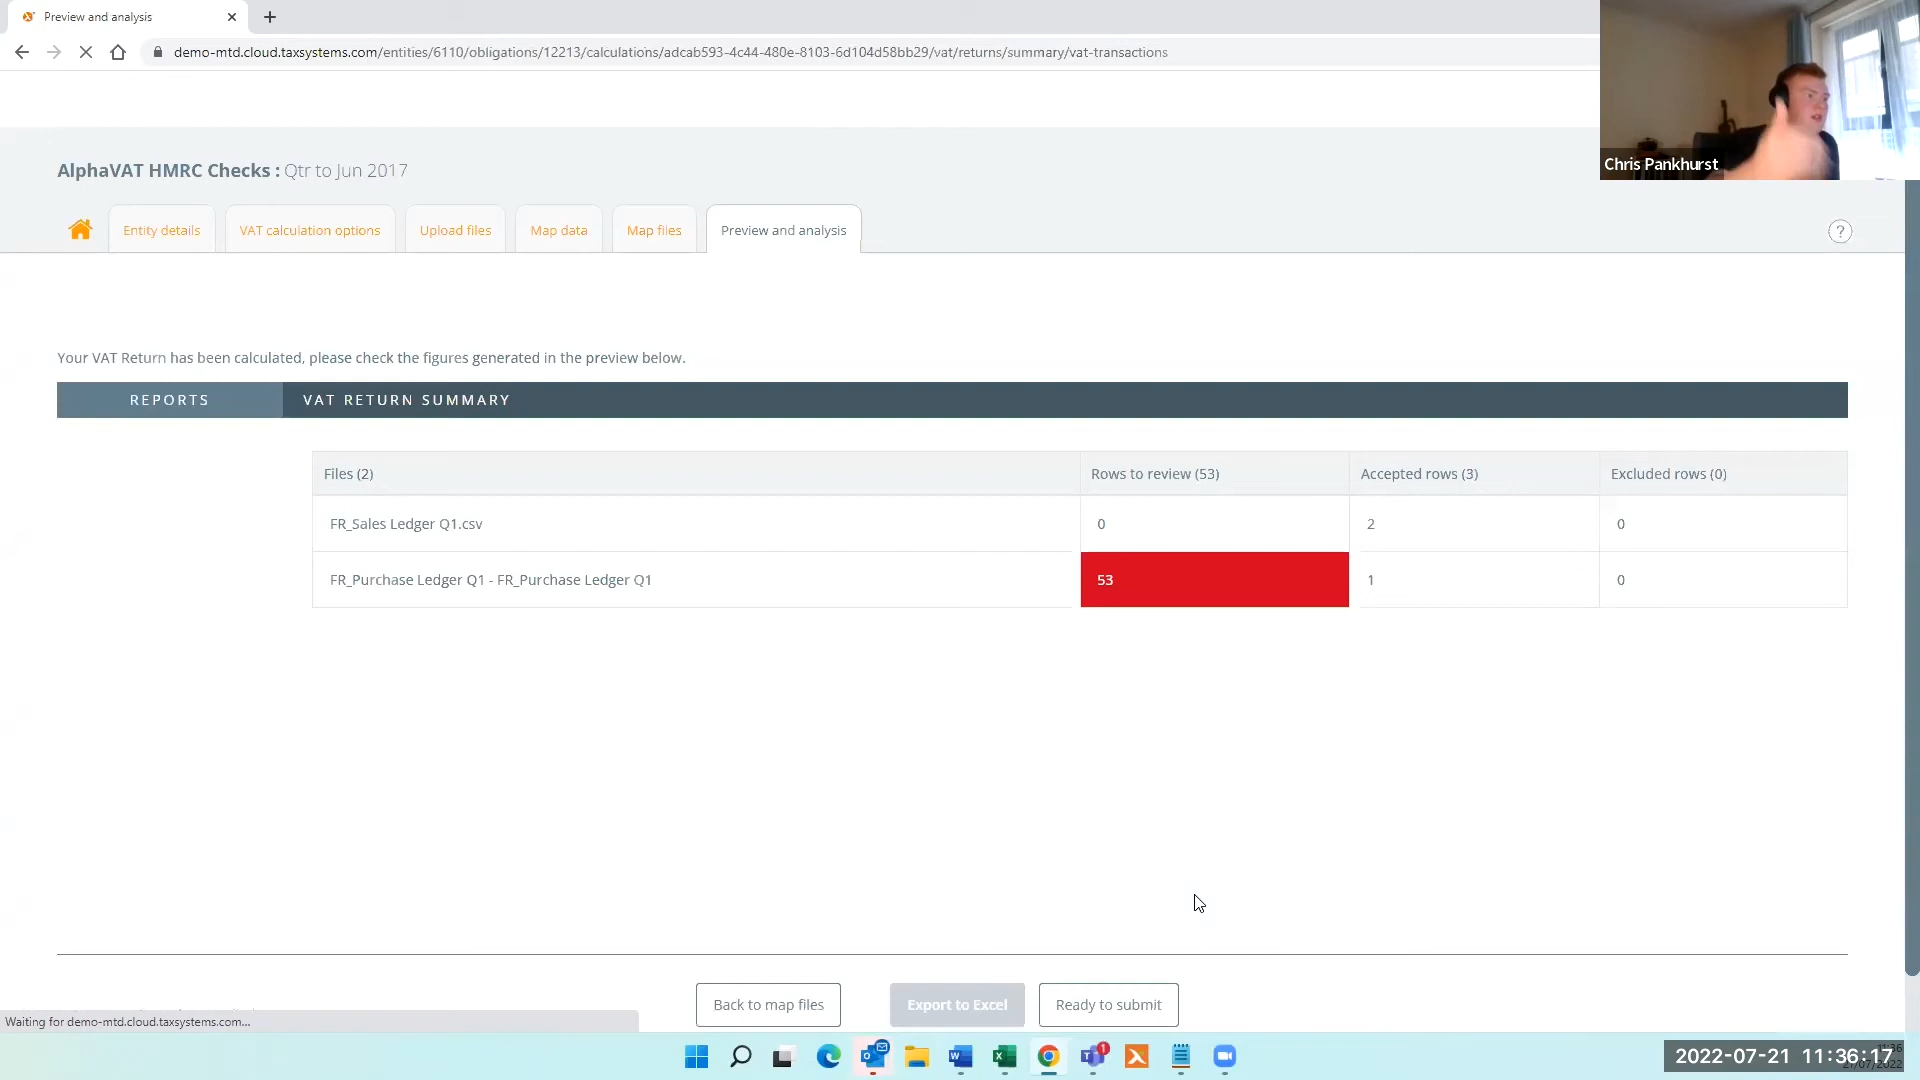 Preview and analysis
demo-mtd.cloud.taxsystems.com/entities/6110/obligations/12213/calculations/adcab593-4c44-480e-8103-6d104d58bb29/vat/returns/summary/vat-transactions
Chris Pankhurst
AlphaVAT HMRC Checks : Qtr to Jun 2017
Entity details
VAT calculation options
Upload files
Map data
Map files
Preview and analysis
?
Your VAT Return has been calculated, please check the figures generated in the preview below.
REPORTS
VAT RETURN SUMMARY
Files (2) Rows to review (53) Accepted rows (3) Excluded rows (0)
FR_Sales Ledger Q1.csv 0 2 0
FR_Purchase Ledger Q1 - FR_Purchase Ledger Q1 53 1 0
Back to map files
Export to Excel
Ready to submit
Waiting for demo-mtd.cloud.taxsystems.com...
1
2022-07-21 11:36:17